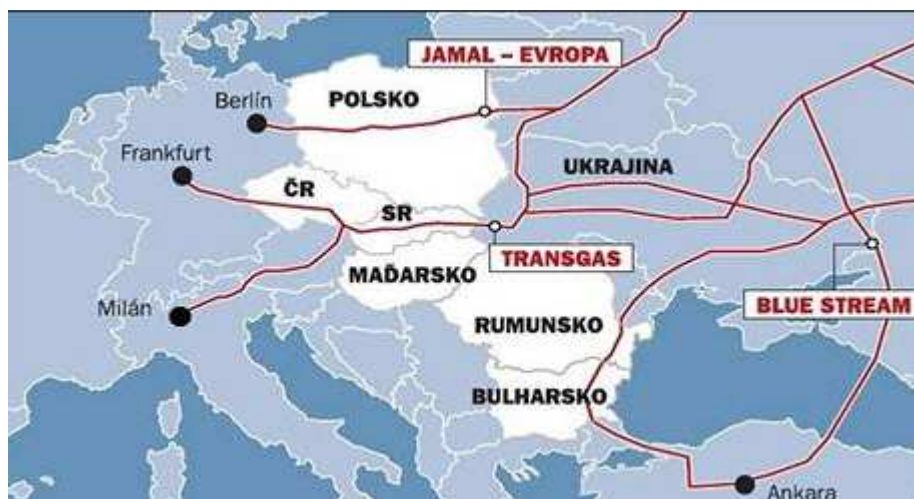 JAMAL – EVROPA
POLSKO
Berlín
Frankfurt
UKRAJINA
ČR
SR
TRANSGAS
MAĎARSKO
Milán
BLUE STREAM
RUMUNSKO
BULHARSKO
Ankara